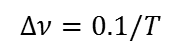 Δν = 0.1/T